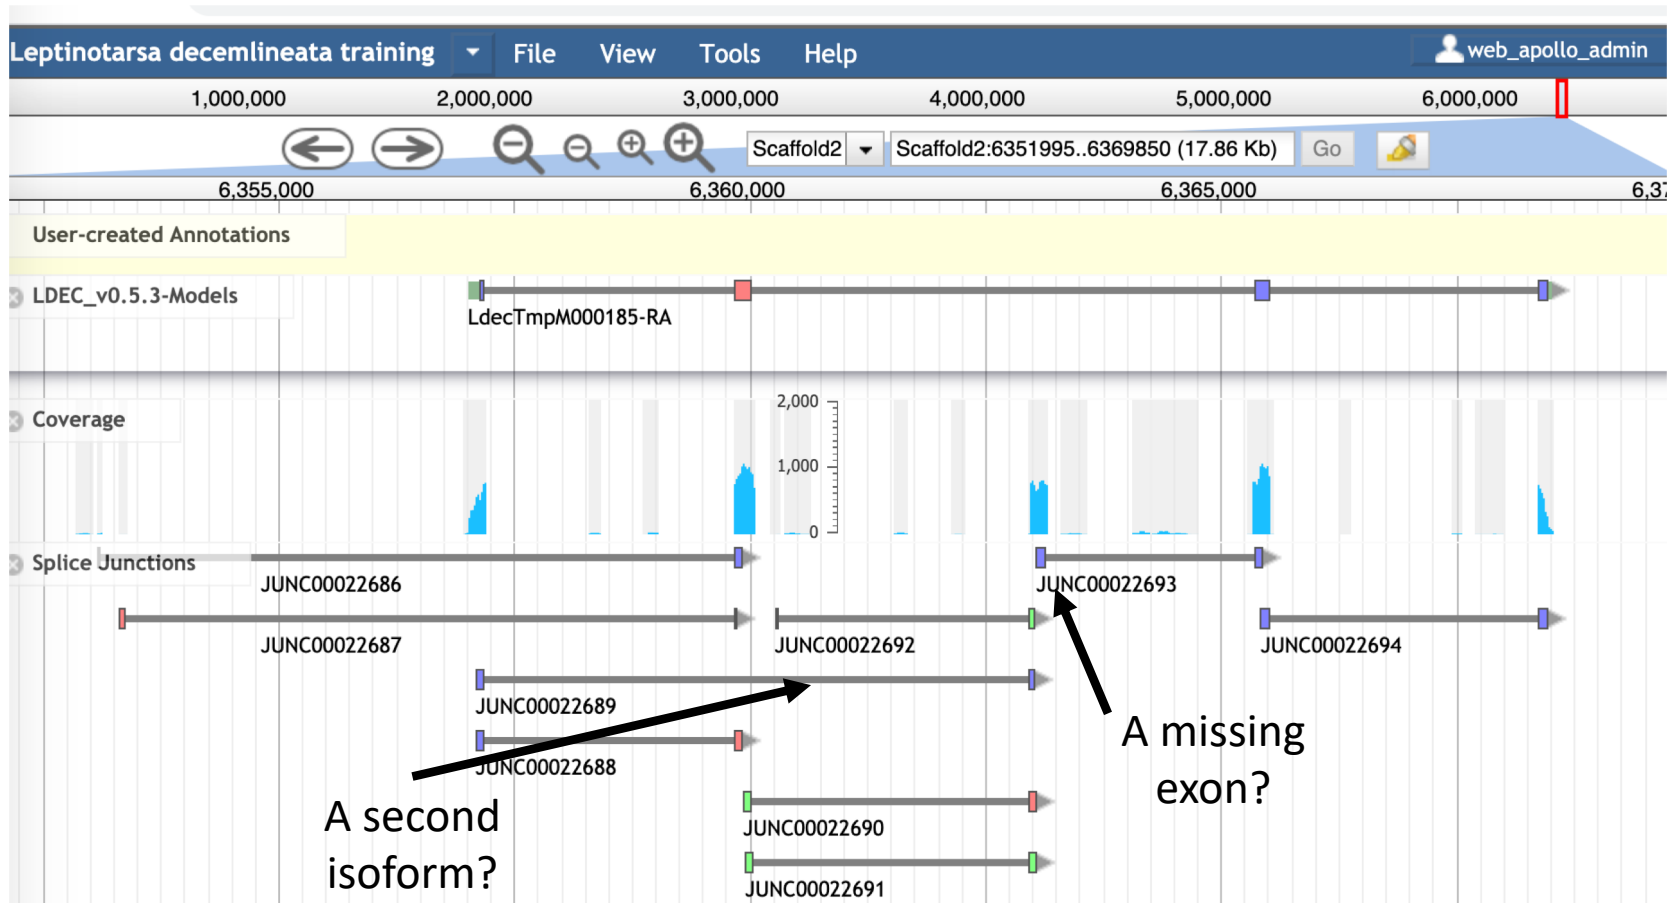 Leptinotarsa decemlineata training File View Tools Help web_apollo_admin
1,000,000 2,000,000 3,000,000 4,000,000 5,000,000 6,000,000
Scaffold2 Scaffold2:6351995..6369850 (17.86 Kb) Go
6,355,000 6,360,000 6,365,000 6,37
User-created Annotations
LDEC_v0.5.3-Models
LdecTmpM000185-RA
Coverage
2,000
1,000
0
Splice Junctions
JUNC00022686
JUNC00022693
JUNC00022687
JUNC00022692
JUNC00022694
JUNC00022689
JUNC00022688
JUNC00022690
JUNC00022691
A second
isoform?
A missing
exon?